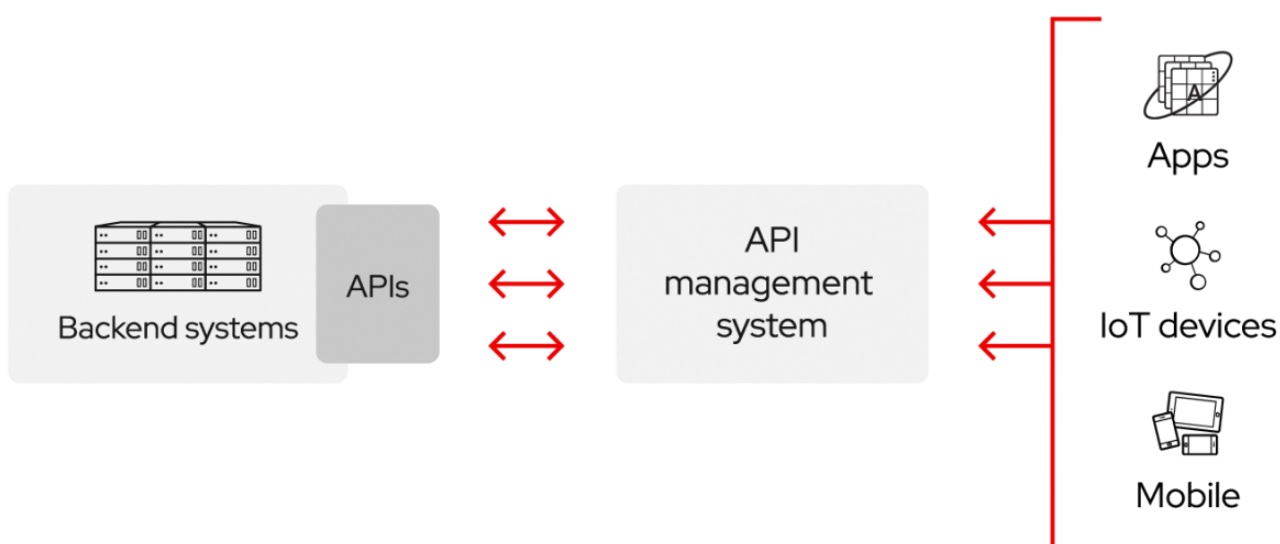 Backend systems
APIs
API
management
system
A
Apps
IoT devices
Mobile